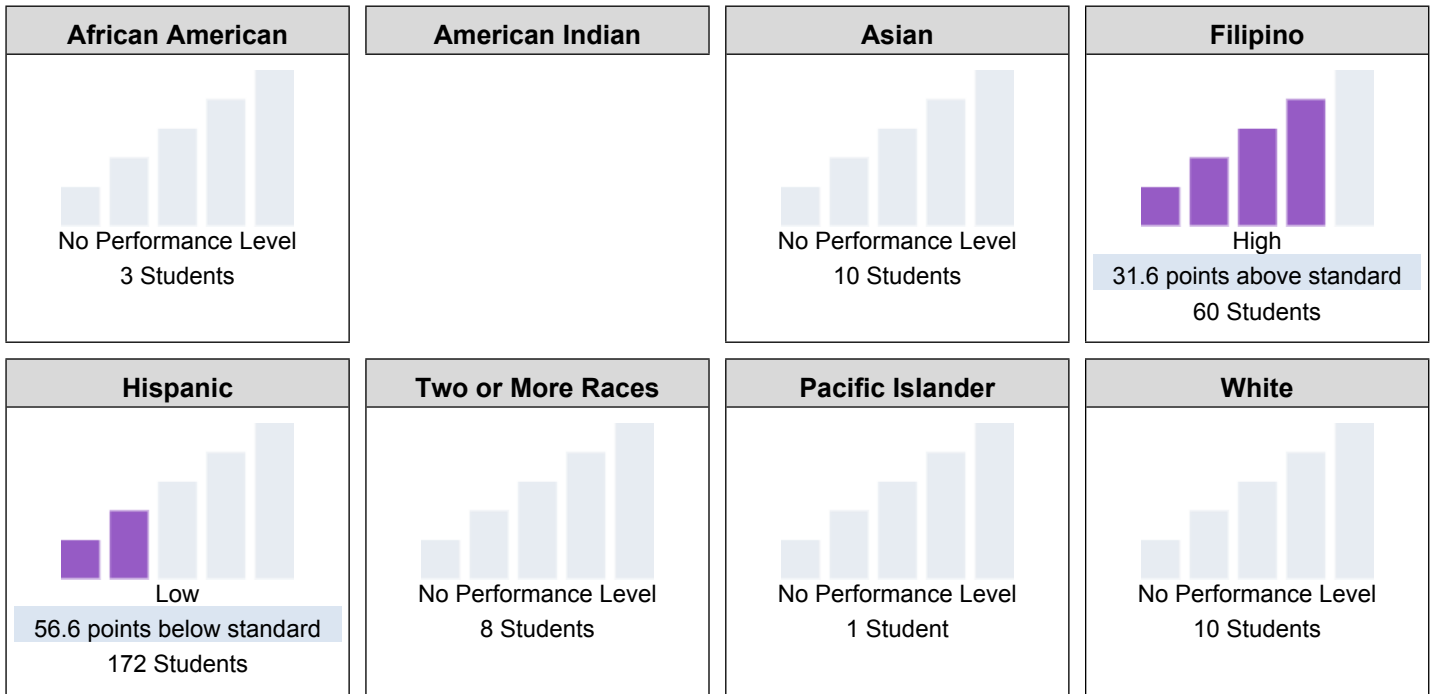 African American
No Performance Level
3 Students
American Indian
Asian
No Performance Level
10 Students
Filipino
High
31.6 points above standard
60 Students
Hispanic
Low
56.6 points below standard
172 Students
Two or More Races
No Performance Level
8 Students
Pacific Islander
No Performance Level
1 Student
White
No Performance Level
10 Students